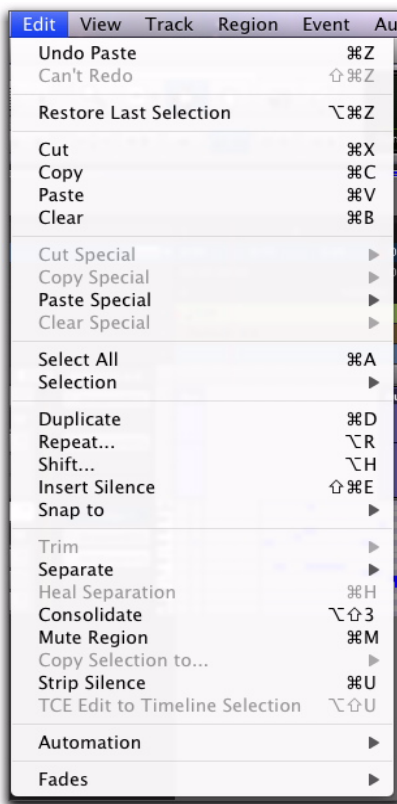 Edit View Track Region Event Au
Undo Paste ⌘Z
Can't Redo ⇧⌘Z
Restore Last Selection ⌥⌘Z
Cut ⌘X
Copy ⌘C
Paste ⌘V
Clear ⌘B
Cut Special ▶
Copy Special ▶
Paste Special ▶
Clear Special ▶
Select All ⌘A
Selection ▶
Duplicate ⌘D
Repeat... ⌥R
Shift... ⌥H
Insert Silence ⇧⌘E
Snap to ▶
Trim ▶
Separate ▶
Heal Separation ⌘H
Consolidate ⌥⇧3
Mute Region ⌘M
Copy Selection to... ▶
Strip Silence ⌘U
TCE Edit to Timeline Selection ⌥⇧U
Automation ▶
Fades ▶